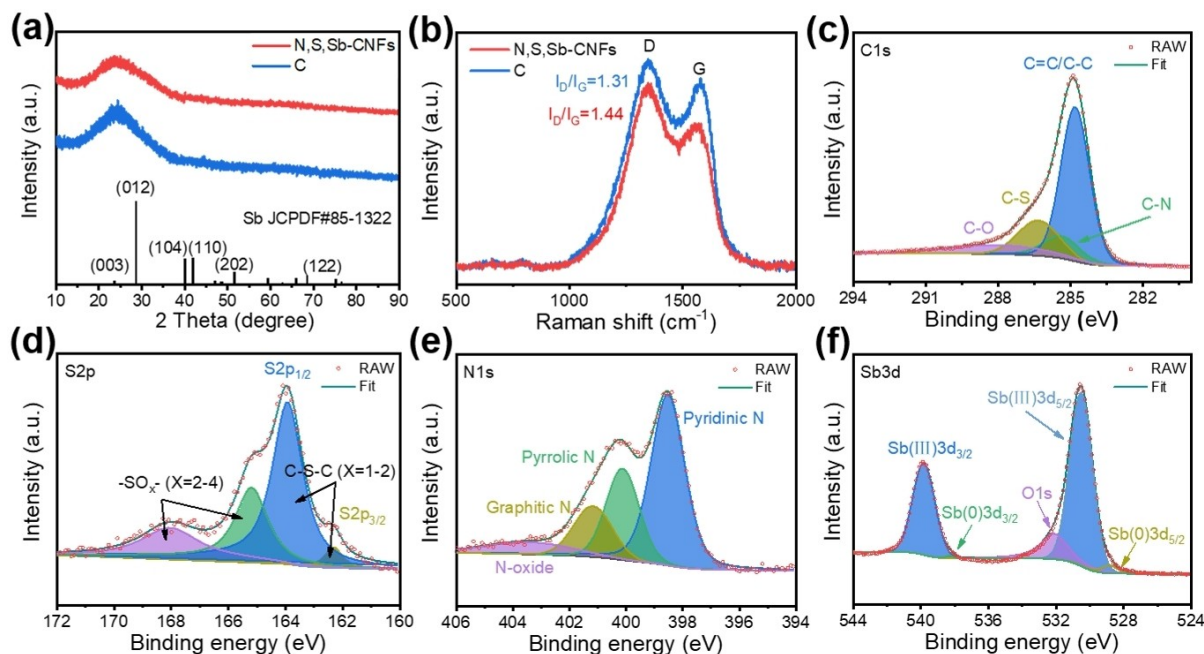 (a)
N,S,Sb-CNFs
C
Intensity (a.u.)
(012)
Sb JCPDF#85-1322
(003)
(104)
(110)
(202)
(122)
10 20 30 40 50 60 70 80 90
2 Theta (degree)
(b)
N,S,Sb-CNFs
C
D
G
I_D/I_G=1.31
I_D/I_G=1.44
Intensity (a.u.)
500 1000 1500 2000
Raman shift (cm⁻¹)
(c)
C1s
RAW
Fit
C=C/C-C
C-S
C-N
C-O
Intensity (a.u.)
294 291 288 285 282
Binding energy (eV)
(d)
S2p
RAW
Fit
S2p₁/₂
C-S-C (X=1-2)
-SOₓ- (X=2-4)
S2p₃/₂
Intensity (a.u.)
172 170 168 166 164 162 160
Binding energy (eV)
(e)
N1s
RAW
Fit
Pyridinic N
Pyrrolic N
Graphitic N
N-oxide
Intensity (a.u.)
406 404 402 400 398 396 394
Binding energy (eV)
(f)
Sb3d
RAW
Fit
Sb(III)3d₅/₂
Sb(III)3d₃/₂
O1s
Sb(0)3d₃/₂
Sb(0)3d₅/₂
Intensity (a.u.)
544 540 536 532 528 524
Binding energy (eV)